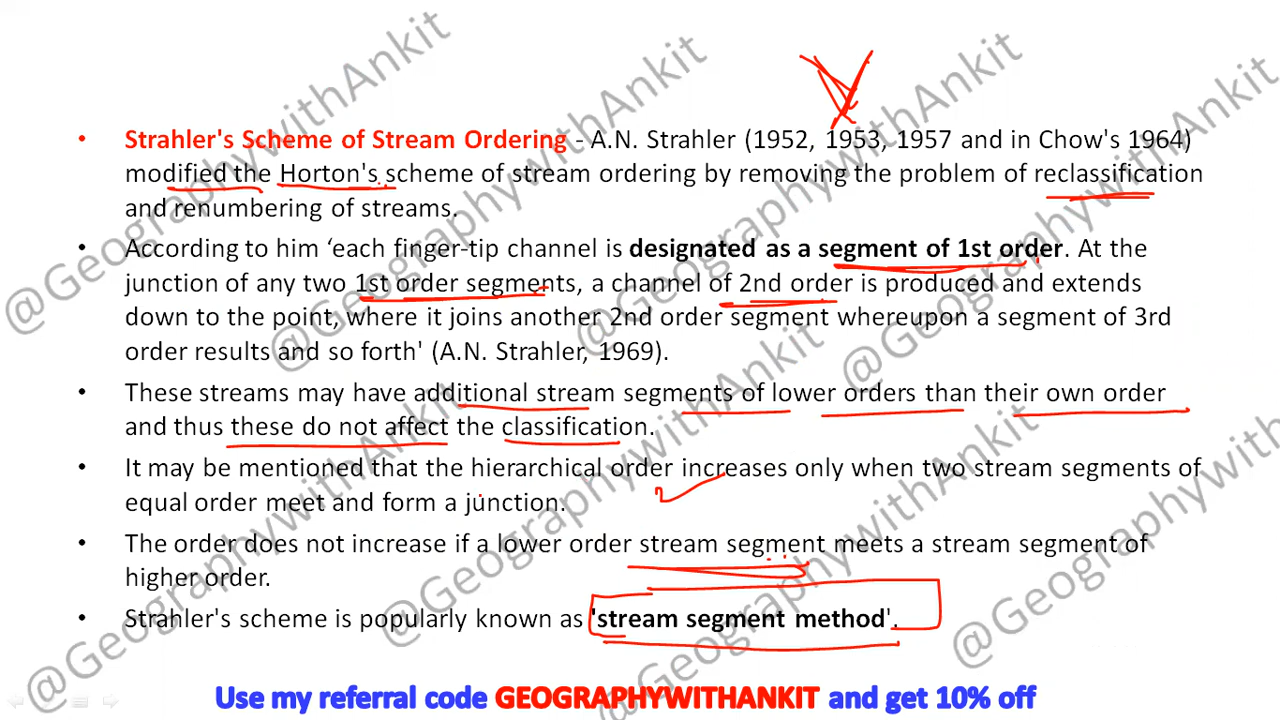 • Strahler's Scheme of Stream Ordering - A.N. Strahler (1952, 1953, 1957 and in Chow's 1964)
modified the Horton's scheme of stream ordering by removing the problem of reclassification
and renumbering of streams.
• According to him ‘each finger-tip channel is designated as a segment of 1st order. At the
junction of any two 1st order segments, a channel of 2nd order is produced and extends
down to the point, where it joins another 2nd order segment whereupon a segment of 3rd
order results and so forth' (A.N. Strahler, 1969).
• These streams may have additional stream segments of lower orders than their own order
and thus these do not affect the classification.
• It may be mentioned that the hierarchical order increases only when two stream segments of
equal order meet and form a junction.
• The order does not increase if a lower order stream segment meets a stream segment of
higher order.
• Strahler's scheme is popularly known as 'stream segment method'.
Use my referral code GEOGRAPHYWITHANKIT and get 10% off
@GeographywithAnkit
@GeographywithAnkit
@GeographywithAnkit
@GeographywithAnkit
@GeographywithAnkit
@GeographywithAnkit
@GeographywithAnkit
@GeographywithAnkit